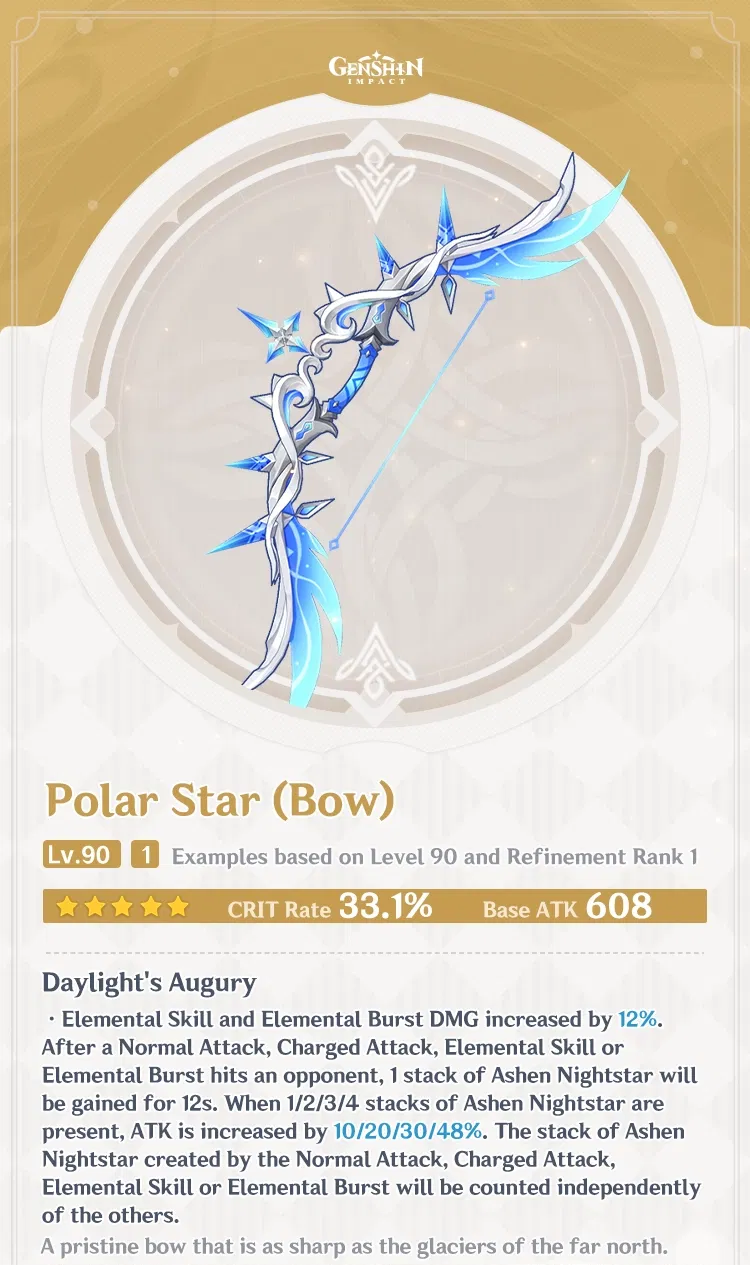 GENSHIN
IMPACT
Polar Star (Bow)
Lv.90 1 Examples based on Level 90 and Refinement Rank 1
CRIT Rate 33.1% Base ATK 608
Daylight's Augury
· Elemental Skill and Elemental Burst DMG increased by 12%.
After a Normal Attack, Charged Attack, Elemental Skill or
Elemental Burst hits an opponent, 1 stack of Ashen Nightstar will
be gained for 12s. When 1/2/3/4 stacks of Ashen Nightstar are
present, ATK is increased by 10/20/30/48%. The stack of Ashen
Nightstar created by the Normal Attack, Charged Attack,
Elemental Skill or Elemental Burst will be counted independently
of the others.
A pristine bow that is as sharp as the glaciers of the far north.